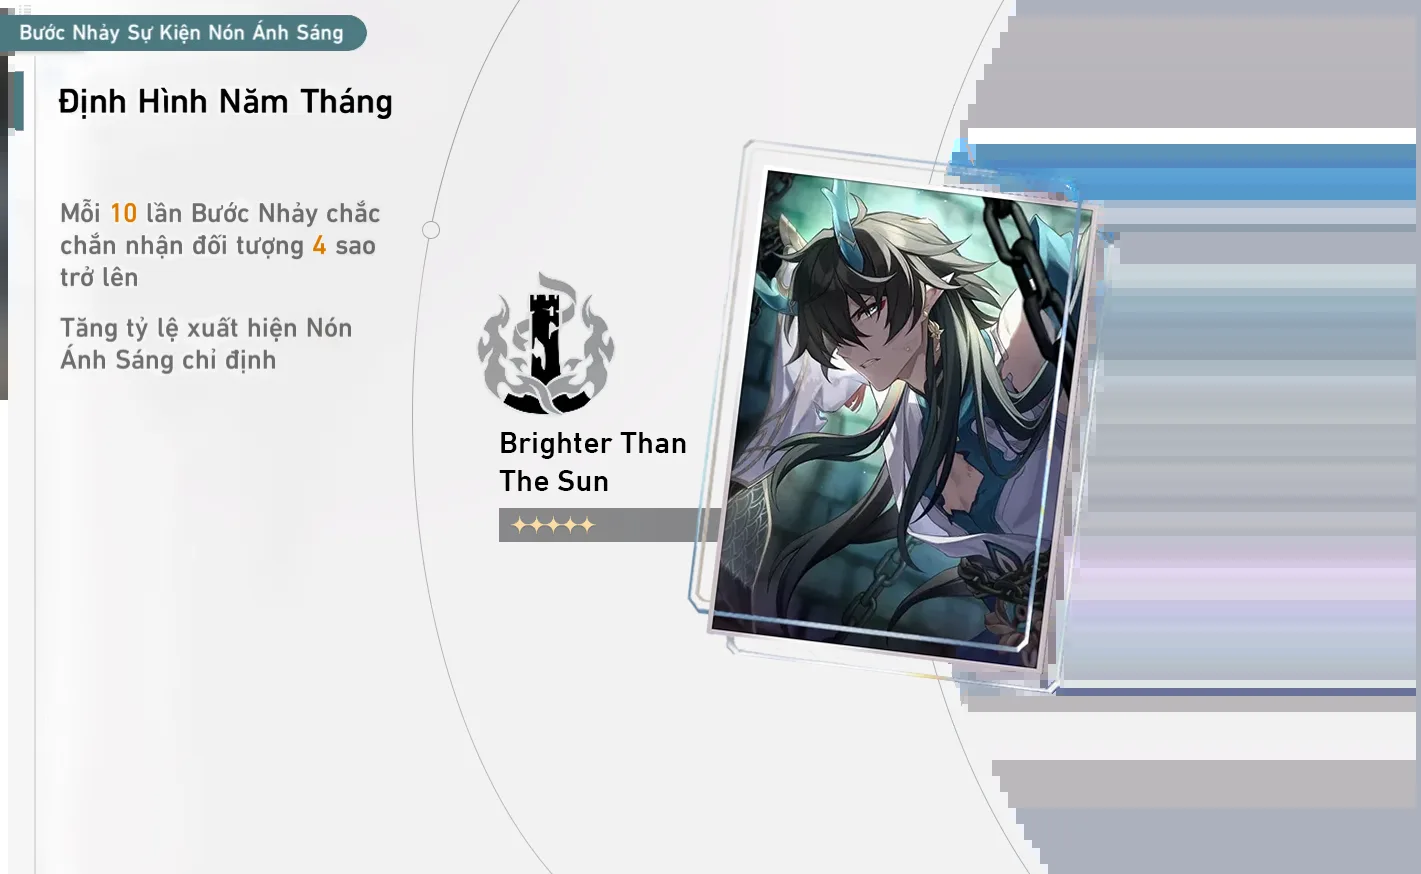 Bước Nhảy Sự Kiện Nón Ánh Sáng
Định Hình Năm Tháng
Mỗi 10 lần Bước Nhảy chắc
chắn nhận đối tượng 4 sao
trở lên
Tăng tỷ lệ xuất hiện Nón
Ánh Sáng chỉ định
Brighter Than
The Sun